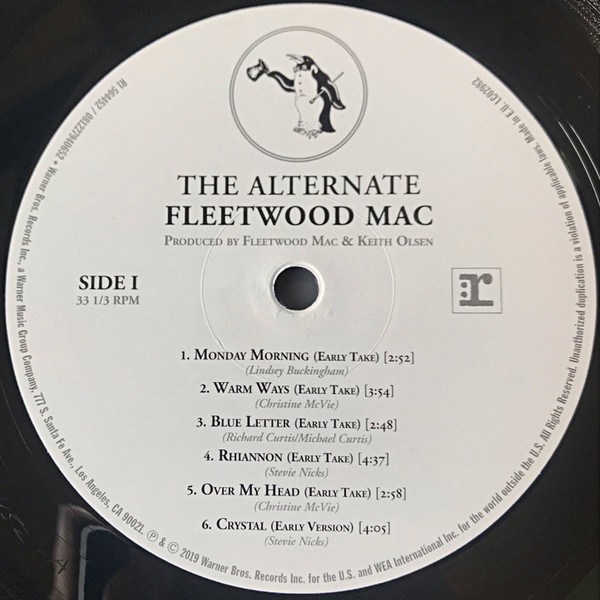 THE ALTERNATE
FLEETWOOD MAC
PRODUCED BY FLEETWOOD MAC & KEITH OLSEN
SIDE I
33 1/3 RPM
r
1. MONDAY MORNING (EARLY TAKE) [2:52]
(Lindsey Buckingham)
2. WARM WAYS (EARLY TAKE) [3:54]
(Christine McVie)
3. BLUE LETTER (EARLY TAKE) [2:48]
(Richard Curtis/Michael Curtis)
4. RHIANNON (EARLY TAKE) [4:37]
(Stevie Nicks)
5. OVER MY HEAD (EARLY TAKE) [2:58]
(Christine McVie)
6. CRYSTAL (EARLY VERSION) [4:05]
(Stevie Nicks)
R1 564452 / 081227940652 • Warner Bros. Records Inc., a Warner Music Group Company, 777 S. Santa Fe Ave., Los Angeles, CA 90021. ℗ & © 2019 Warner Bros. Records Inc. for the U.S. and WEA International Inc. for the world outside the U.S. All Rights Reserved. Unauthorized duplication is a violation of applicable laws. Made in E.U. LC02982